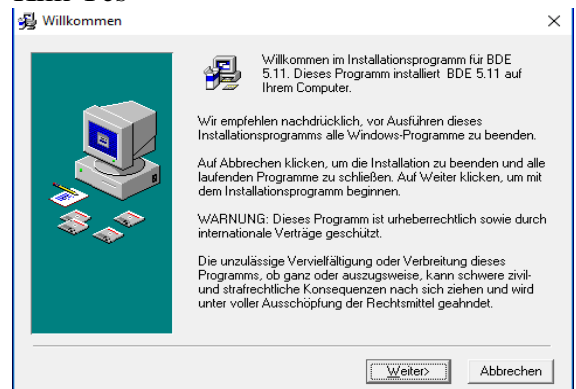 Willkommen
Willkommen im Installationsprogramm für BDE
5.11. Dieses Programm installiert BDE 5.11 auf
Ihrem Computer.
Wir empfehlen nachdrücklich, vor Ausführen dieses
Installationsprogramms alle Windows-Programme zu beenden.
Auf Abbrechen klicken, um die Installation zu beenden und alle
laufenden Programme zu schließen. Auf Weiter klicken, um mit
dem Installationsprogramm beginnen.
WARNUNG: Dieses Programm ist urheberrechtlich sowie durch
internationale Verträge geschützt.
Die unzulässige Vervielfältigung oder Verbreitung dieses
Programms, ob ganz oder auszugsweise, kann schwere zivil-
und strafrechtliche Konsequenzen nach sich ziehen und wird
unter voller Ausschöpfung der Rechtsmittel geahndet.
Weiter> Abbrechen